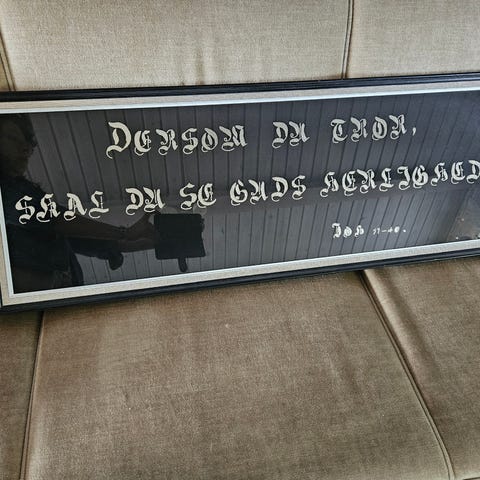 Dersom du tror,
skal du se Guds herlighed
Joh 11-40.